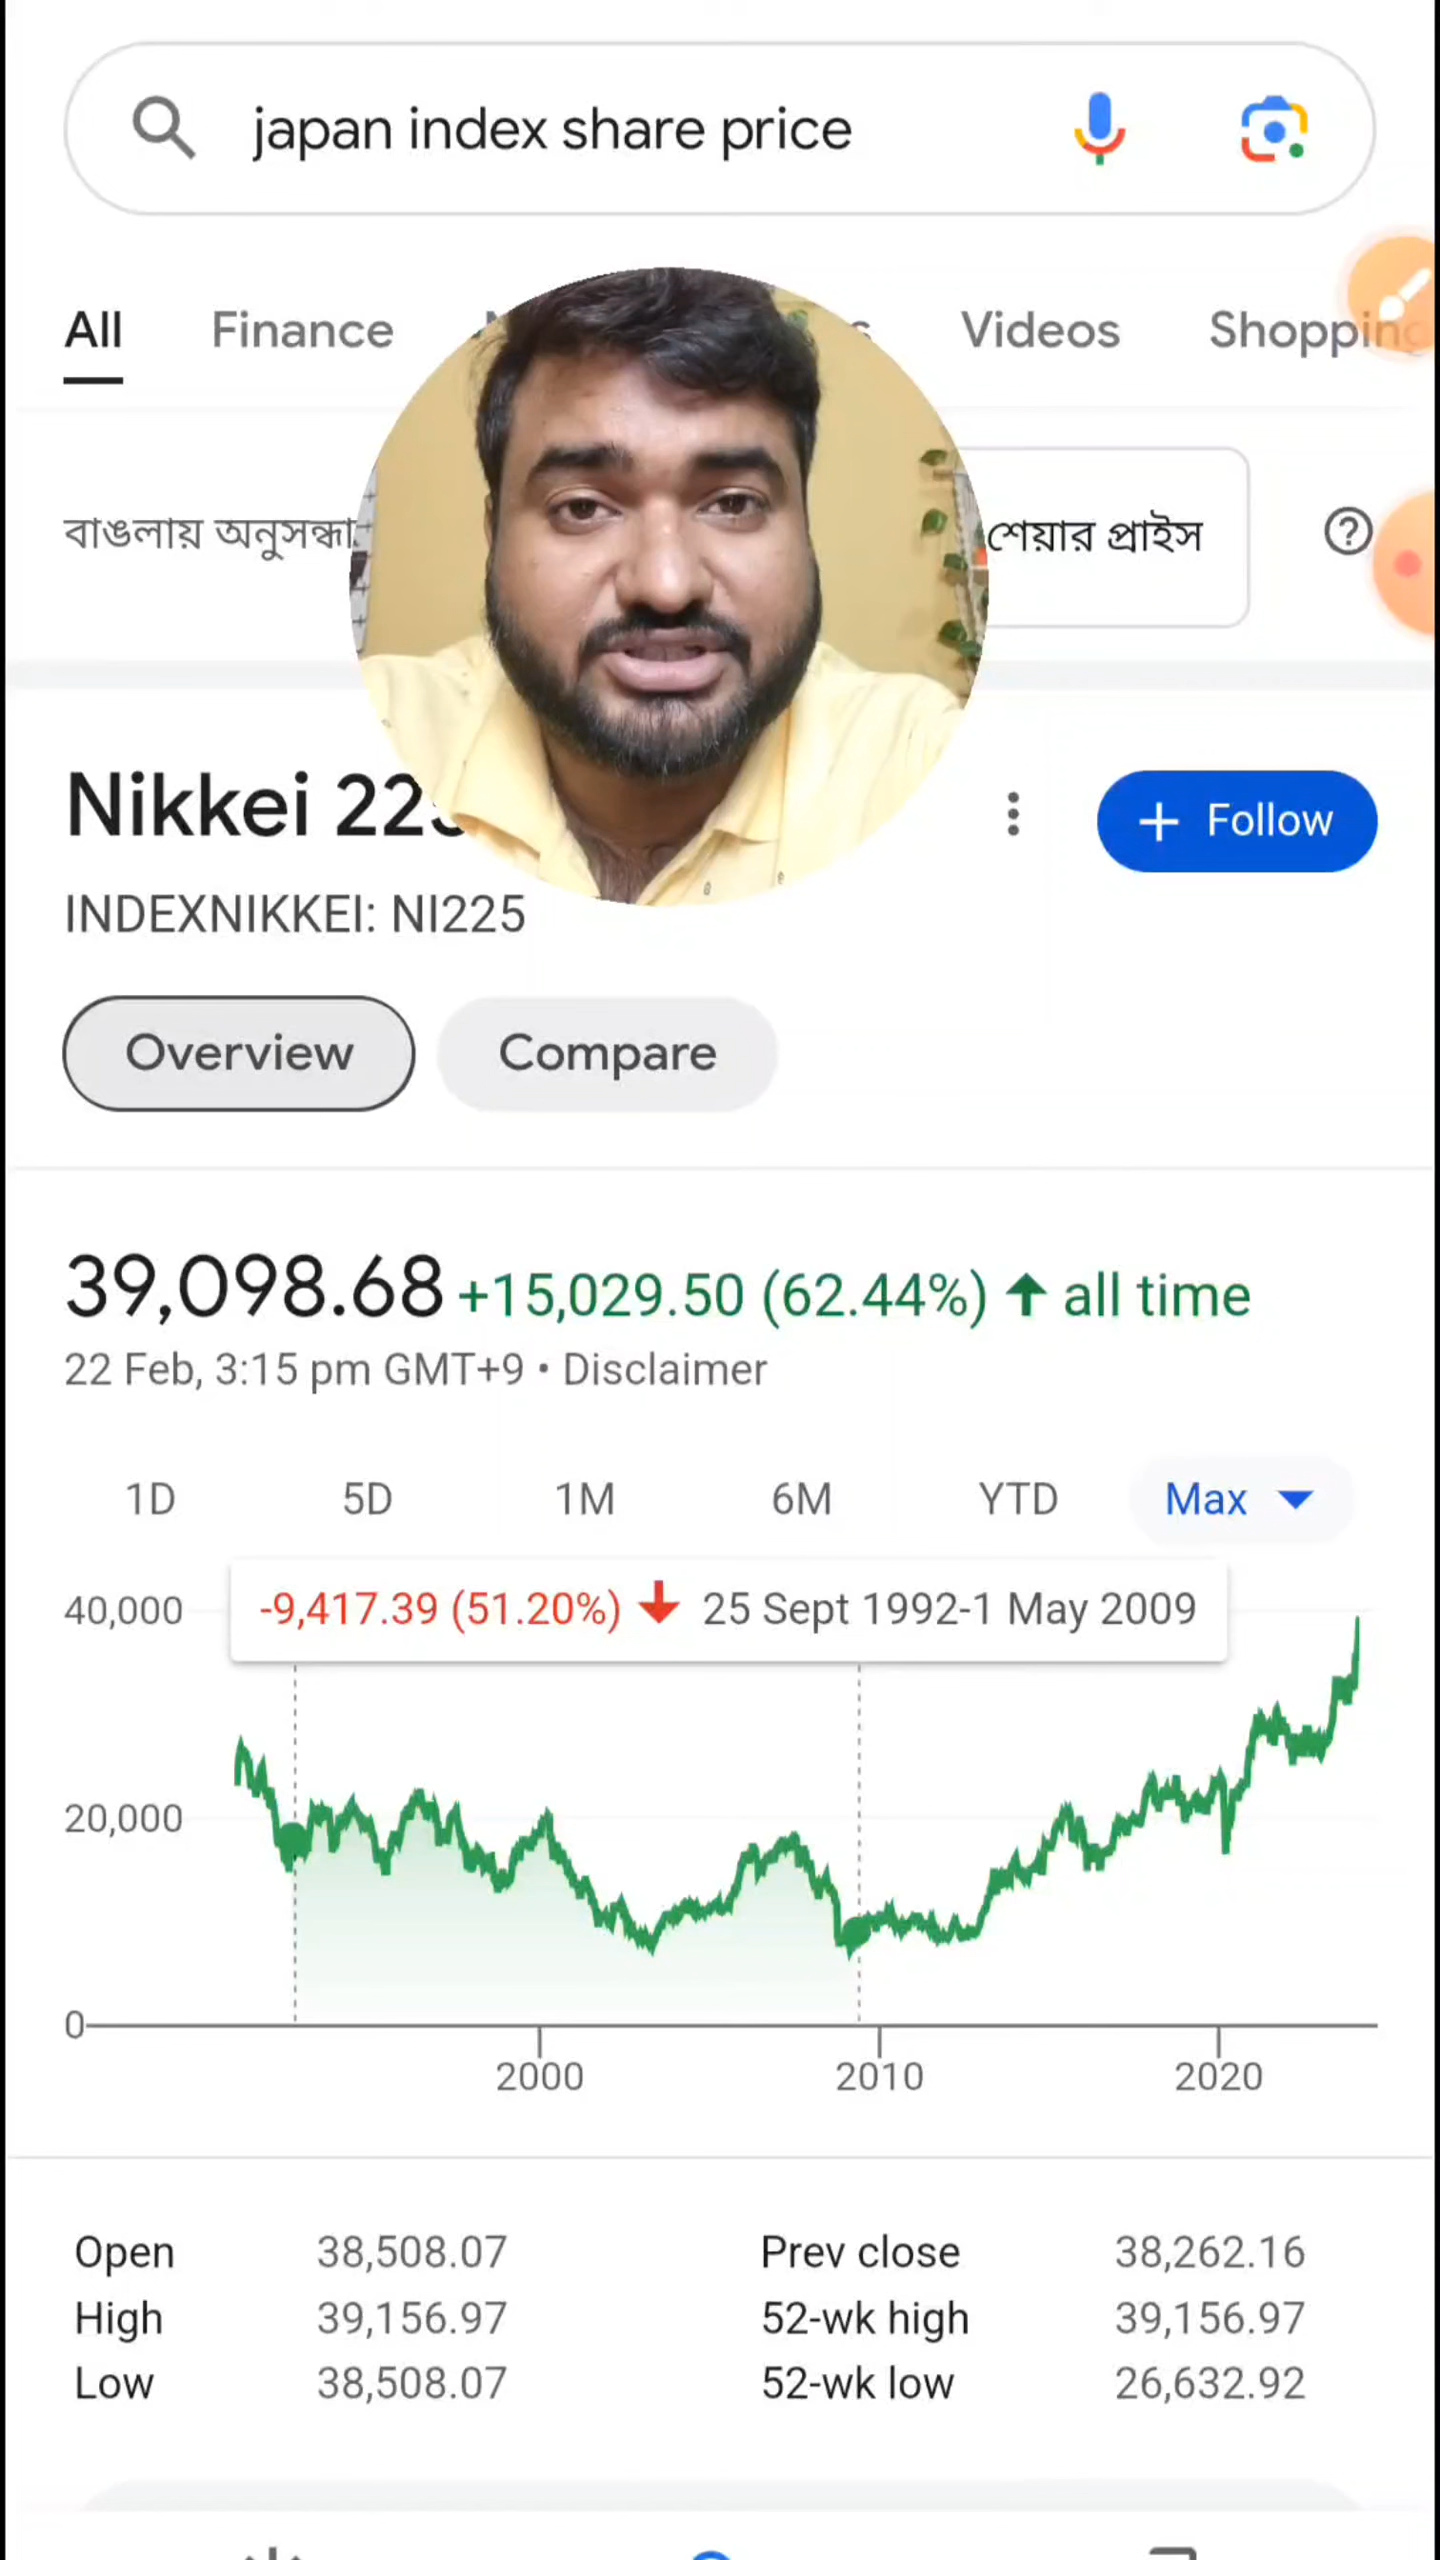 japan index share price
All Finance Videos Shopping
বাঙলায় অনুসন্ধা শেয়ার প্রাইস
Nikkei 225
Follow
INDEXNIKKEI: NI225
Overview Compare
39,098.68 +15,029.50 (62.44%) ↑ all time
22 Feb, 3:15 pm GMT+9 • Disclaimer
1D 5D 1M 6M YTD Max
-9,417.39 (51.20%) ↓ 25 Sept 1992-1 May 2009
40,000
20,000
0
2000 2010 2020
Open 38,508.07 Prev close 38,262.16
High 39,156.97 52-wk high 39,156.97
Low 38,508.07 52-wk low 26,632.92